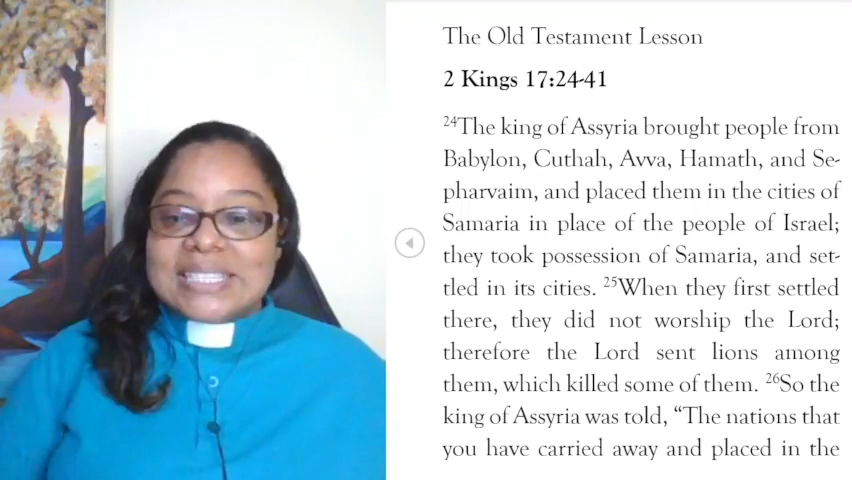 The Old Testament Lesson
2 Kings 17:24-41
²⁴The king of Assyria brought people from
Babylon, Cuthah, Avva, Hamath, and Se-
pharvaim, and placed them in the cities of
Samaria in place of the people of Israel;
they took possession of Samaria, and set-
tled in its cities. ²⁵When they first settled
there, they did not worship the Lord;
therefore the Lord sent lions among
them, which killed some of them. ²⁶So the
king of Assyria was told, “The nations that
you have carried away and placed in the